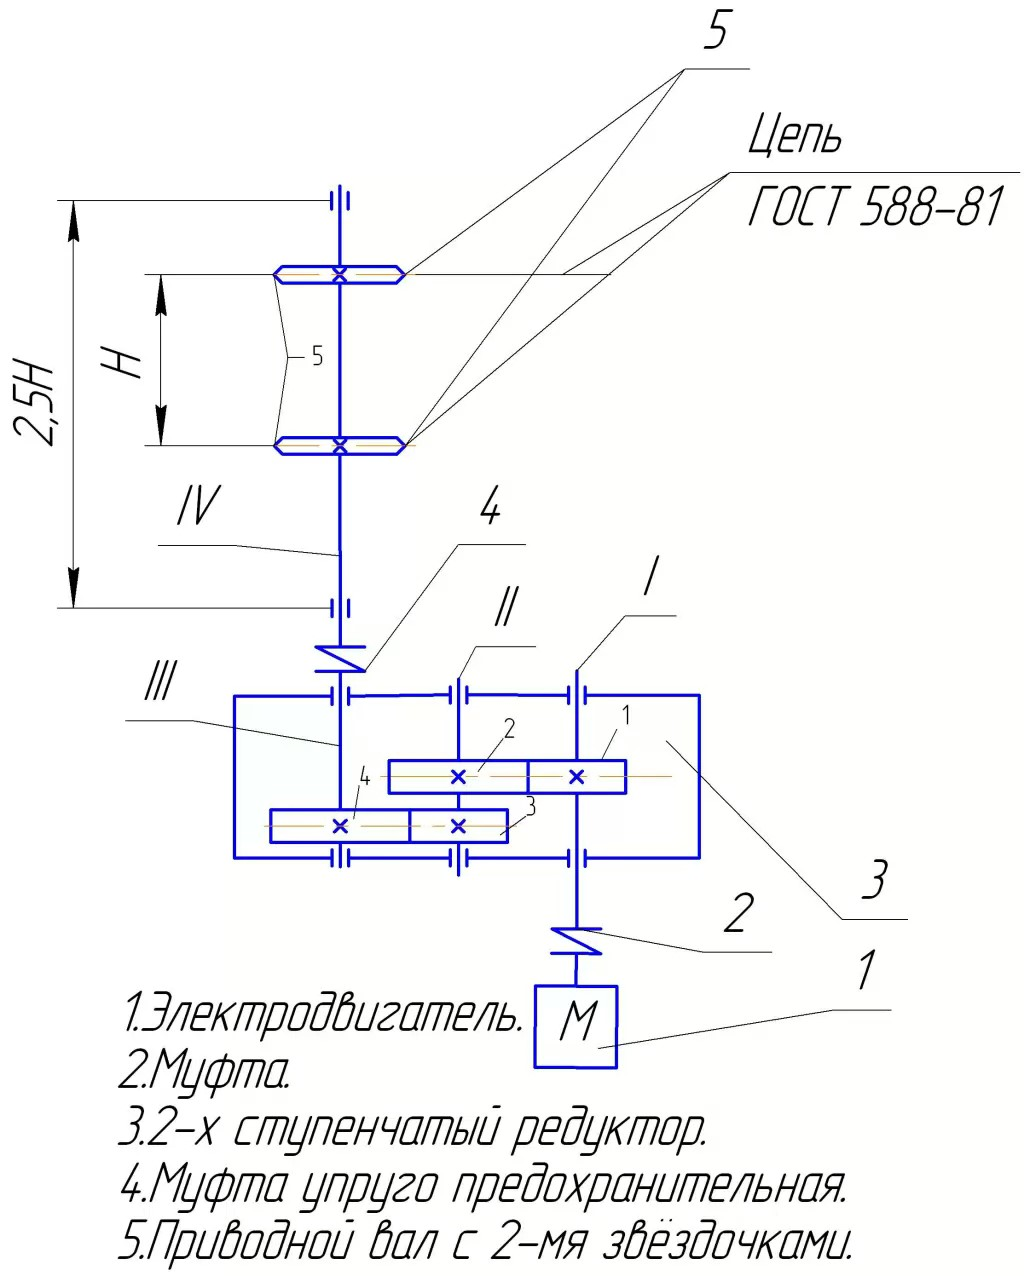 5
Цепь
ГОСТ 588-81
2,5H
H
5
IV
4
II
I
III
2
1
4
3
3
2
1
M
1.Электродвигатель.
2.Муфта.
3.2-х ступенчатый редуктор.
4.Муфта упруго предохранительная.
5.Приводной вал с 2-мя звёздочками.